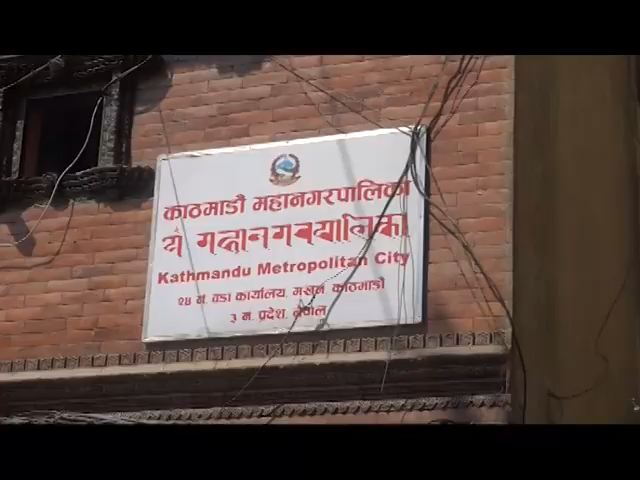 काठमाडौं महानगरपालिका
Kathmandu Metropolitan City
२४ नं. वडा कार्यालय, मखन काठमाडौं
३ नं. प्रदेश, नेपाल